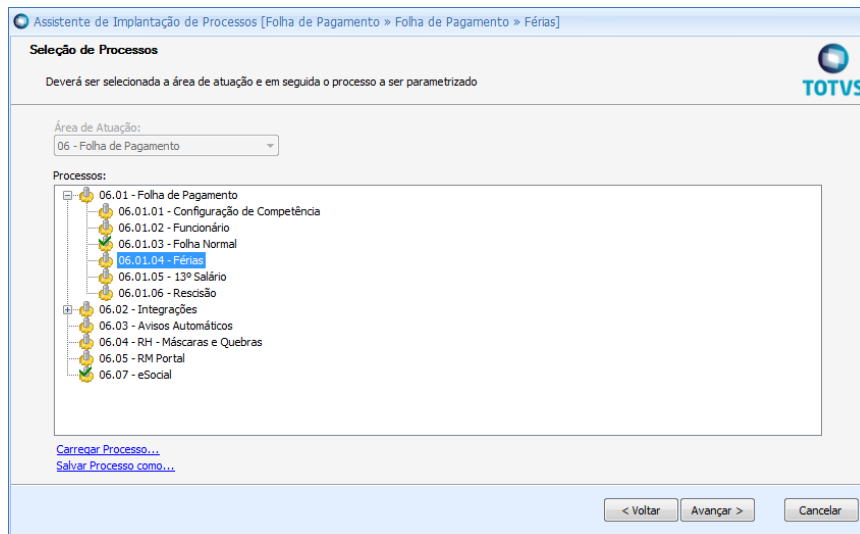 Assistente de Implantação de Processos [Folha de Pagamento » Folha de Pagamento » Férias]
Seleção de Processos
Deverá ser selecionada a área de atuação e em seguida o processo a ser parametrizado
TOTVS
Área de Atuação:
06 - Folha de Pagamento
Processos:
06.01 - Folha de Pagamento
06.01.01 - Configuração de Competência
06.01.02 - Funcionário
06.01.03 - Folha Normal
06.01.04 - Férias
06.01.05 - 13º Salário
06.01.06 - Rescisão
06.02 - Integrações
06.03 - Avisos Automáticos
06.04 - RH - Máscaras e Quebras
06.05 - RM Portal
06.07 - eSocial
Carregar Processo...
Salvar Processo como...
< Voltar Avançar > Cancelar